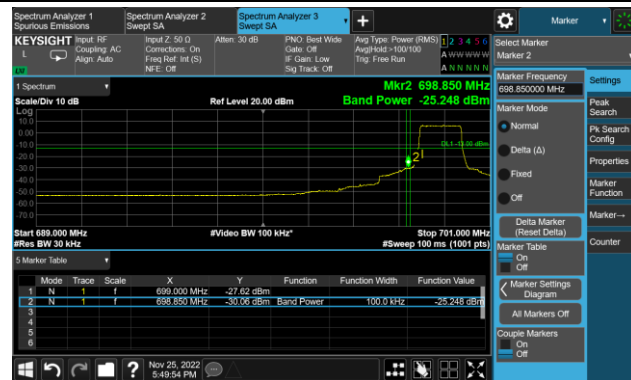 Spectrum Analyzer 1
Spurious Emissions
Spectrum Analyzer 2
Swept SA
Spectrum Analyzer 3
Swept SA
Marker
KEYSIGHT
L
Input: RF
Coupling: AC
Align: Auto
Input Z: 50 Ω
Corrections: On
Freq Ref: Int (S)
NFE: Off
Atten: 30 dB
PNO: Best Wide
Gate: Off
IF Gain: Low
Sig Track: Off
Avg Type: Power (RMS)
Avg|Hold:>100/100
Trig: Free Run
1 2 3 4 5 6
A W W W W W
A N N N N N
Select Marker
Marker 2
1 Spectrum
Scale/Div 10 dB
Log
Ref Level 20.00 dBm
Mkr2 698.850 MHz
Band Power -25.248 dBm
10.0
0.00
-10.0
-20.0
-30.0
-40.0
-50.0
-60.0
-70.0
DL1 -13.00 dBm
2
Start 689.000 MHz
#Res BW 30 kHz
#Video BW 100 kHz*
Stop 701.000 MHz
#Sweep 100 ms (1001 pts)
5 Marker Table
Mode Trace Scale X Y Function Function Width Function Value
1 N 1 f 699.000 MHz -27.62 dBm
2 N 1 f 698.850 MHz -30.06 dBm Band Power 100.0 kHz -25.248 dBm
3
4
5
6
Marker Frequency
698.850000 MHz
Marker Mode
Normal
Delta (Δ)
Fixed
Off
Delta Marker
(Reset Delta)
Marker Table
On
Off
Marker Settings
Diagram
All Markers Off
Couple Markers
On
Off
Settings
Peak
Search
Pk Search
Config
Properties
Marker
Function
Marker→
Counter
?
Nov 25, 2022
5:49:54 PM